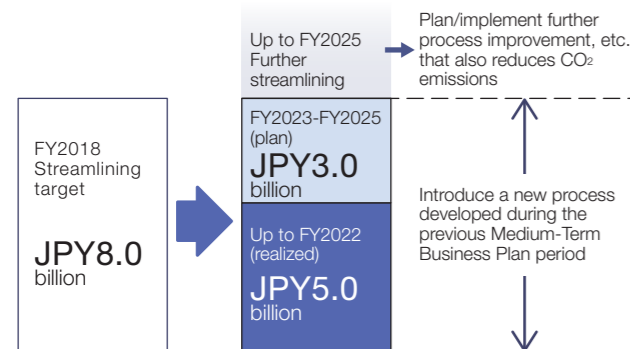 Up to FY2025
Further
streamlining
Plan/implement further
process improvement, etc.
that also reduces CO2
emissions
FY2018
Streamlining
target
JPY8.0
billion
FY2023-FY2025
(plan)
JPY3.0
billion
Up to FY2022
(realized)
JPY5.0
billion
Introduce a new process
developed during the
previous Medium-Term
Business Plan period